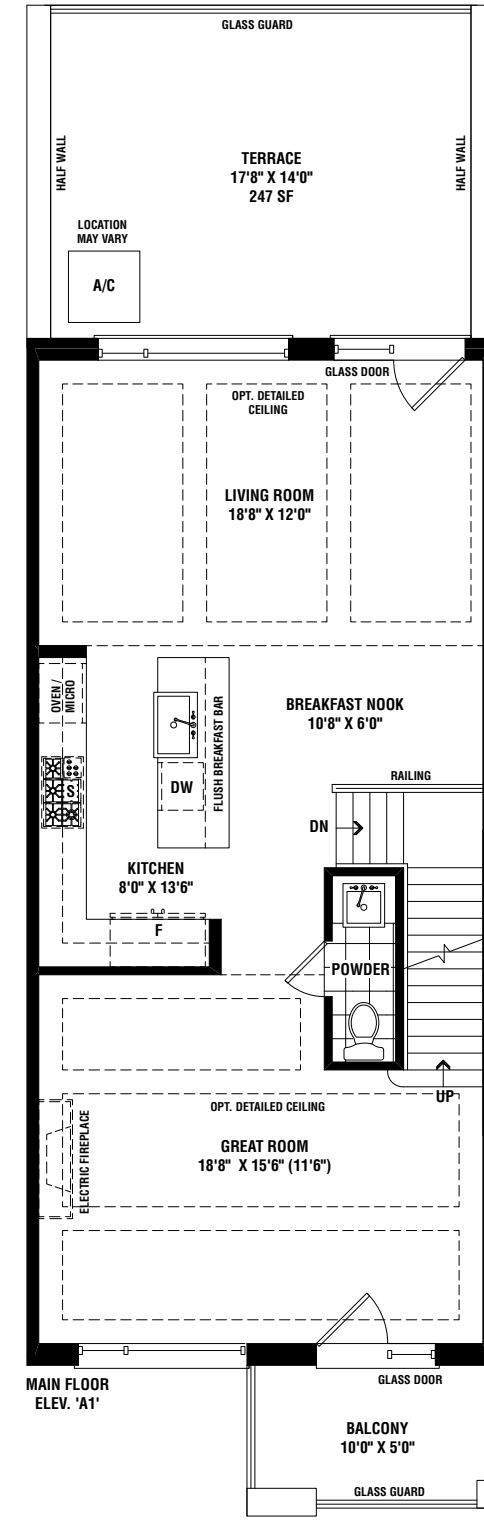 GLASS GUARD
HALF WALL
HALF WALL
TERRACE
17'8" X 14'0"
247 SF
LOCATION
MAY VARY
A/C
GLASS DOOR
OPT. DETAILED
CEILING
LIVING ROOM
18'8" X 12'0"
OVEN /
MICRO
BREAKFAST NOOK
10'8" X 6'0"
FLUSH BREAKFAST BAR
DW
S
RAILING
DN
KITCHEN
8'0" X 13'6"
F
POWDER
UP
OPT. DETAILED CEILING
ELECTRIC FIREPLACE
GREAT ROOM
18'8" X 15'6" (11'6")
MAIN FLOOR
ELEV. 'A1'
GLASS DOOR
BALCONY
10'0" X 5'0"
GLASS GUARD